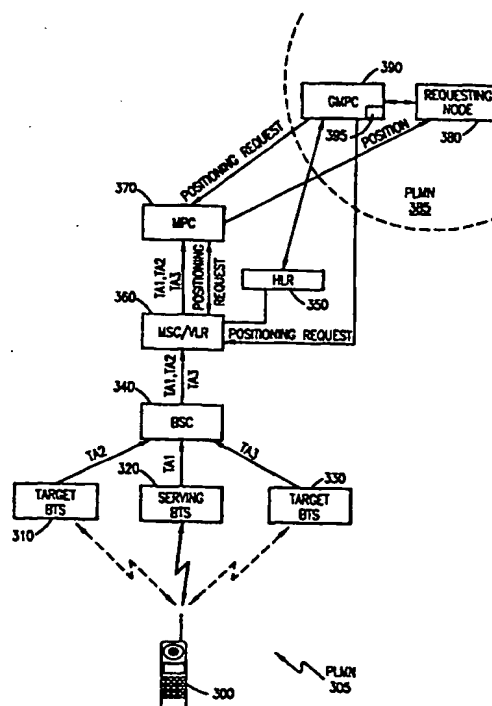 390
GMPC
395
REQUESTING
NODE
380
POSITIONING REQUEST
POSITION
PLMN
385
370
MPC
TA1,TA2
TA3
POSITIONING
REQUEST
HLR
350
360
MSC/VLR
POSITIONING REQUEST
TA1,TA2
TA3
340
BSC
TA2
TA1
TA3
320
330
TARGET
BTS
310
SERVING
BTS
TARGET
BTS
300
PLMN
305